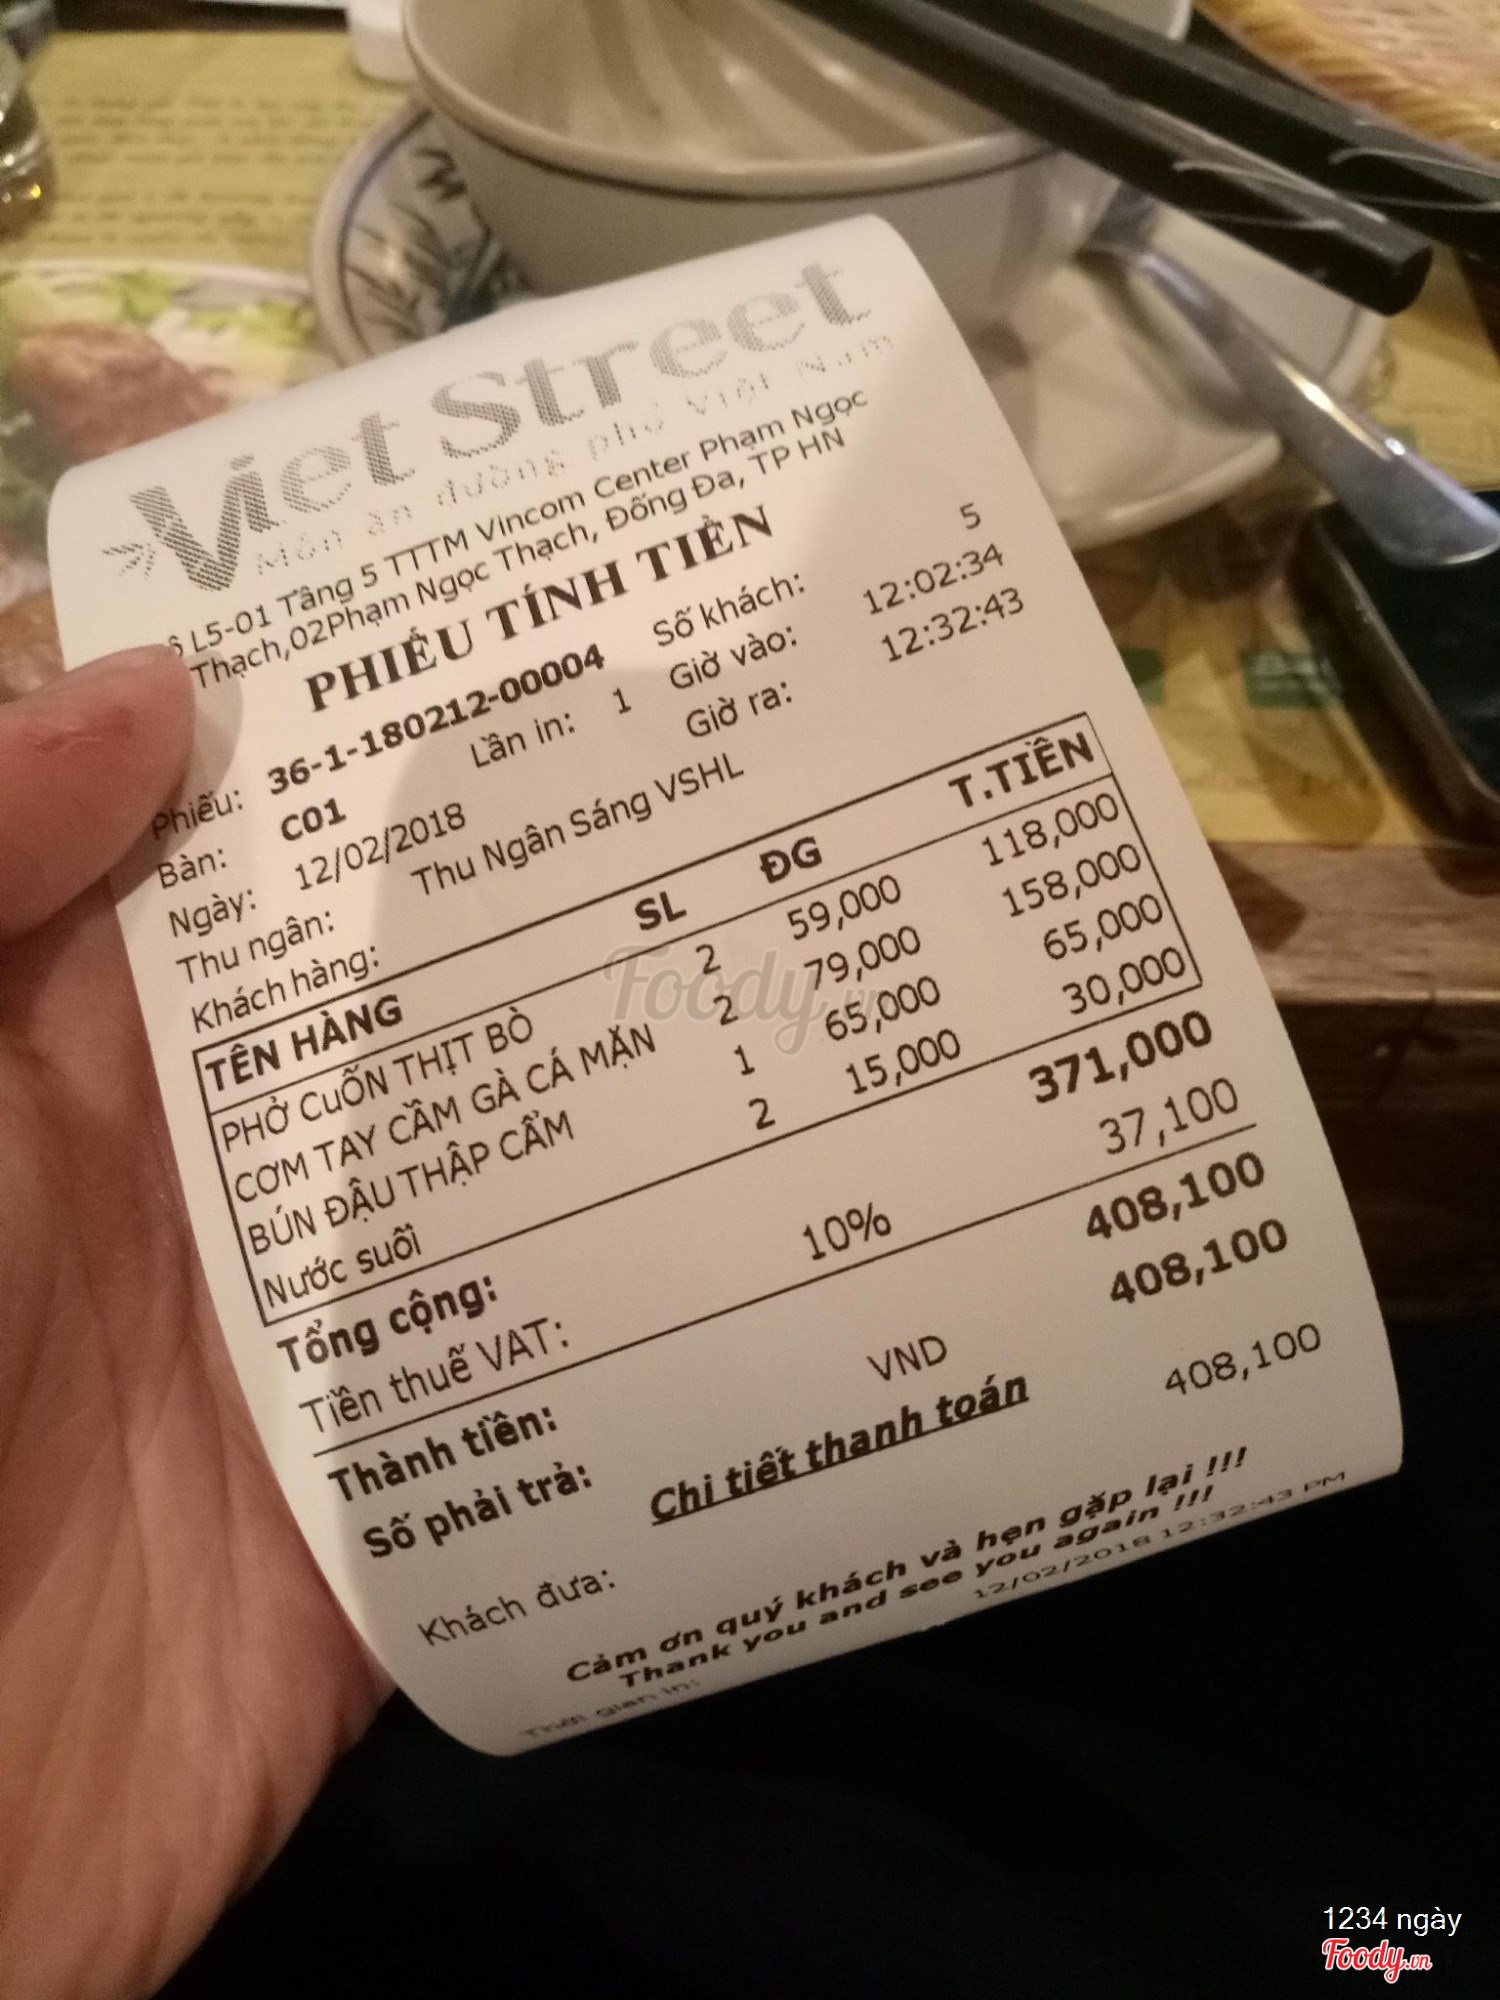 Viet Street
Món ăn đường phố Việt Nam
L5-01 Tầng 5 TTTM Vincom Center Phạm Ngọc
Thạch,02Phạm Ngọc Thạch, Đống Đa, TP HN
PHIẾU TÍNH TIỀN
Phiếu: 36-1-180212-00004 Số khách: 5
Bàn: C01 Lần in: 1 Giờ vào: 12:02:34
Ngày: 12/02/2018 Giờ ra: 12:32:43
Thu ngân: Thu Ngân Sáng VSHL
Khách hàng:
TÊN HÀNG SL ĐG T.TIỀN
PHỞ CuỐN THỊT BÒ 2 59,000 118,000
CƠM TAY CẦM GÀ CÁ MẶN 2 79,000 158,000
BÚN ĐẬU THẬP CẨM 1 65,000 65,000
Nước suối 2 15,000 30,000
Tổng cộng: 371,000
Tiền thuế VAT: 10% 37,100
Thành tiền: 408,100
Số phải trả: VND 408,100
Chi tiết thanh toán
Khách đưa: 408,100
Cảm ơn quý khách và hẹn gặp lại !!!
Thank you and see you again !!!
Thời gian in: 12/02/2018 12:32:43 PM
Foody.vn
1234 ngày
Foody.vn